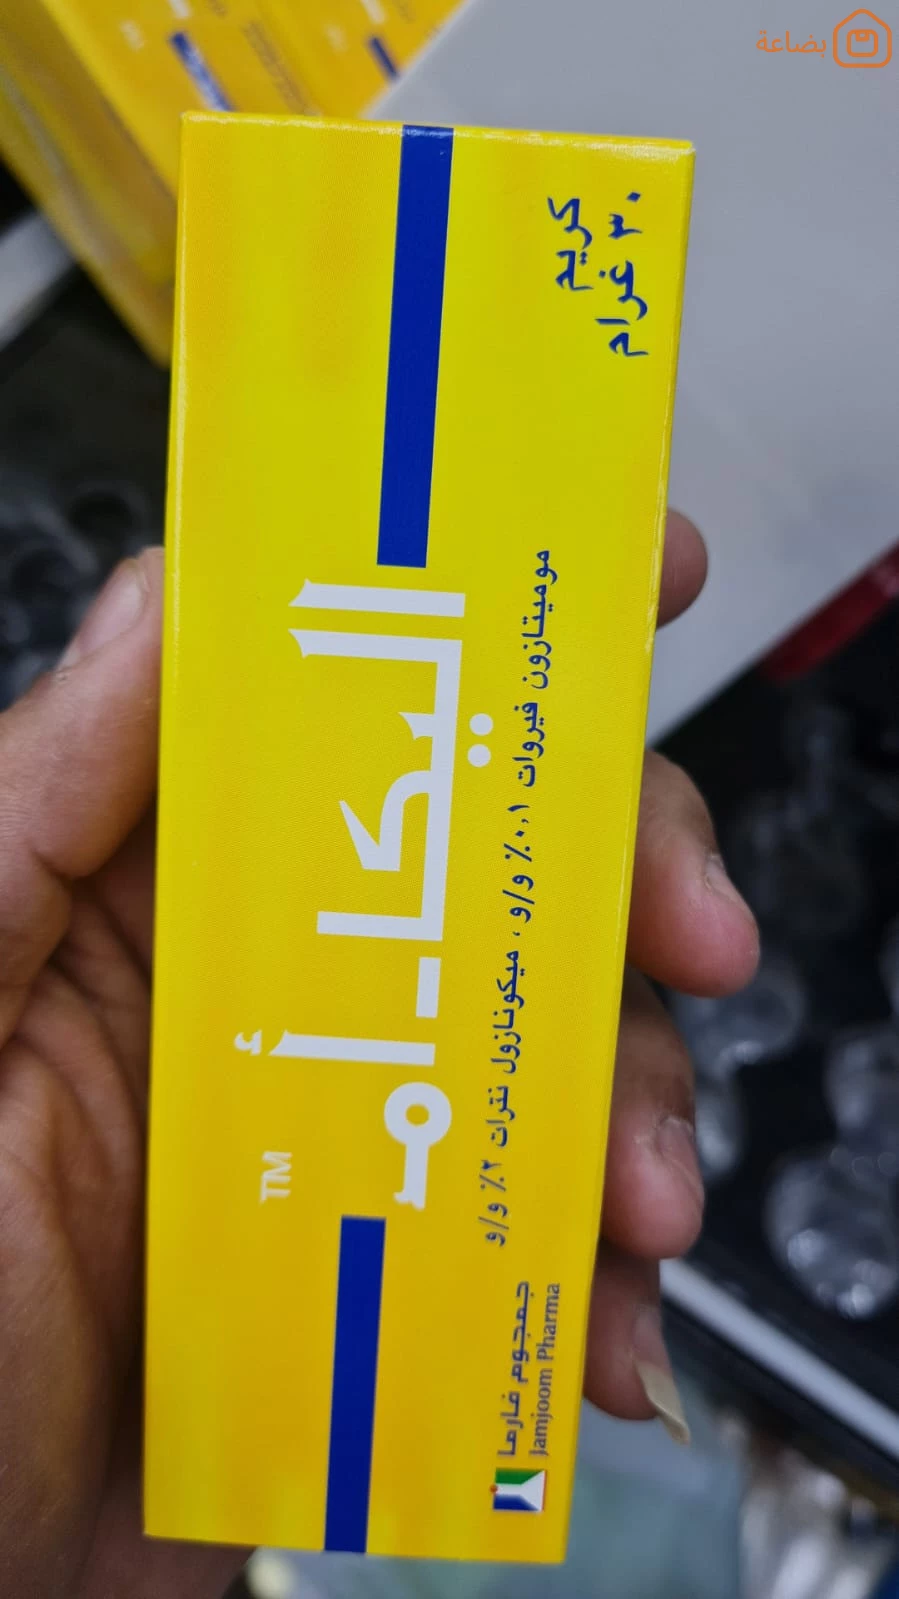 بضاعة
كريم
٣٠ غرام
اليكا-أم
TM
موميتازون فيروات ٠،١٪ و/و ، ميكونازول نترات ٢٪ و/و
جمجوم فارما
Jamjoom Pharma